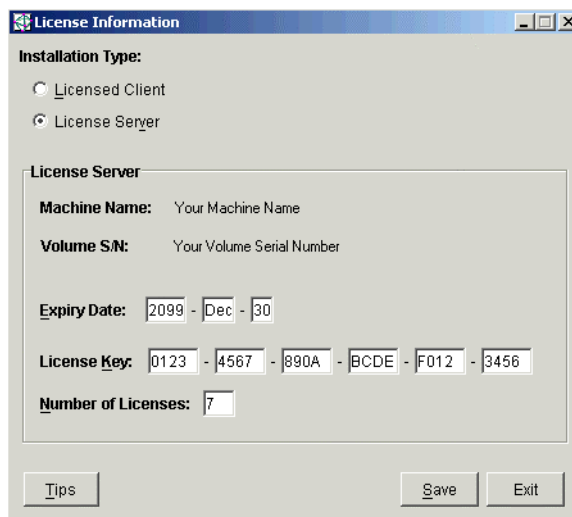 License Information
Installation Type:
Licensed Client
License Server
License Server
Machine Name: Your Machine Name
Volume S/N: Your Volume Serial Number
Expiry Date: 2099 - Dec - 30
License Key: 0123 - 4567 - 890A - BCDE - F012 - 3456
Number of Licenses: 7
Tips Save Exit